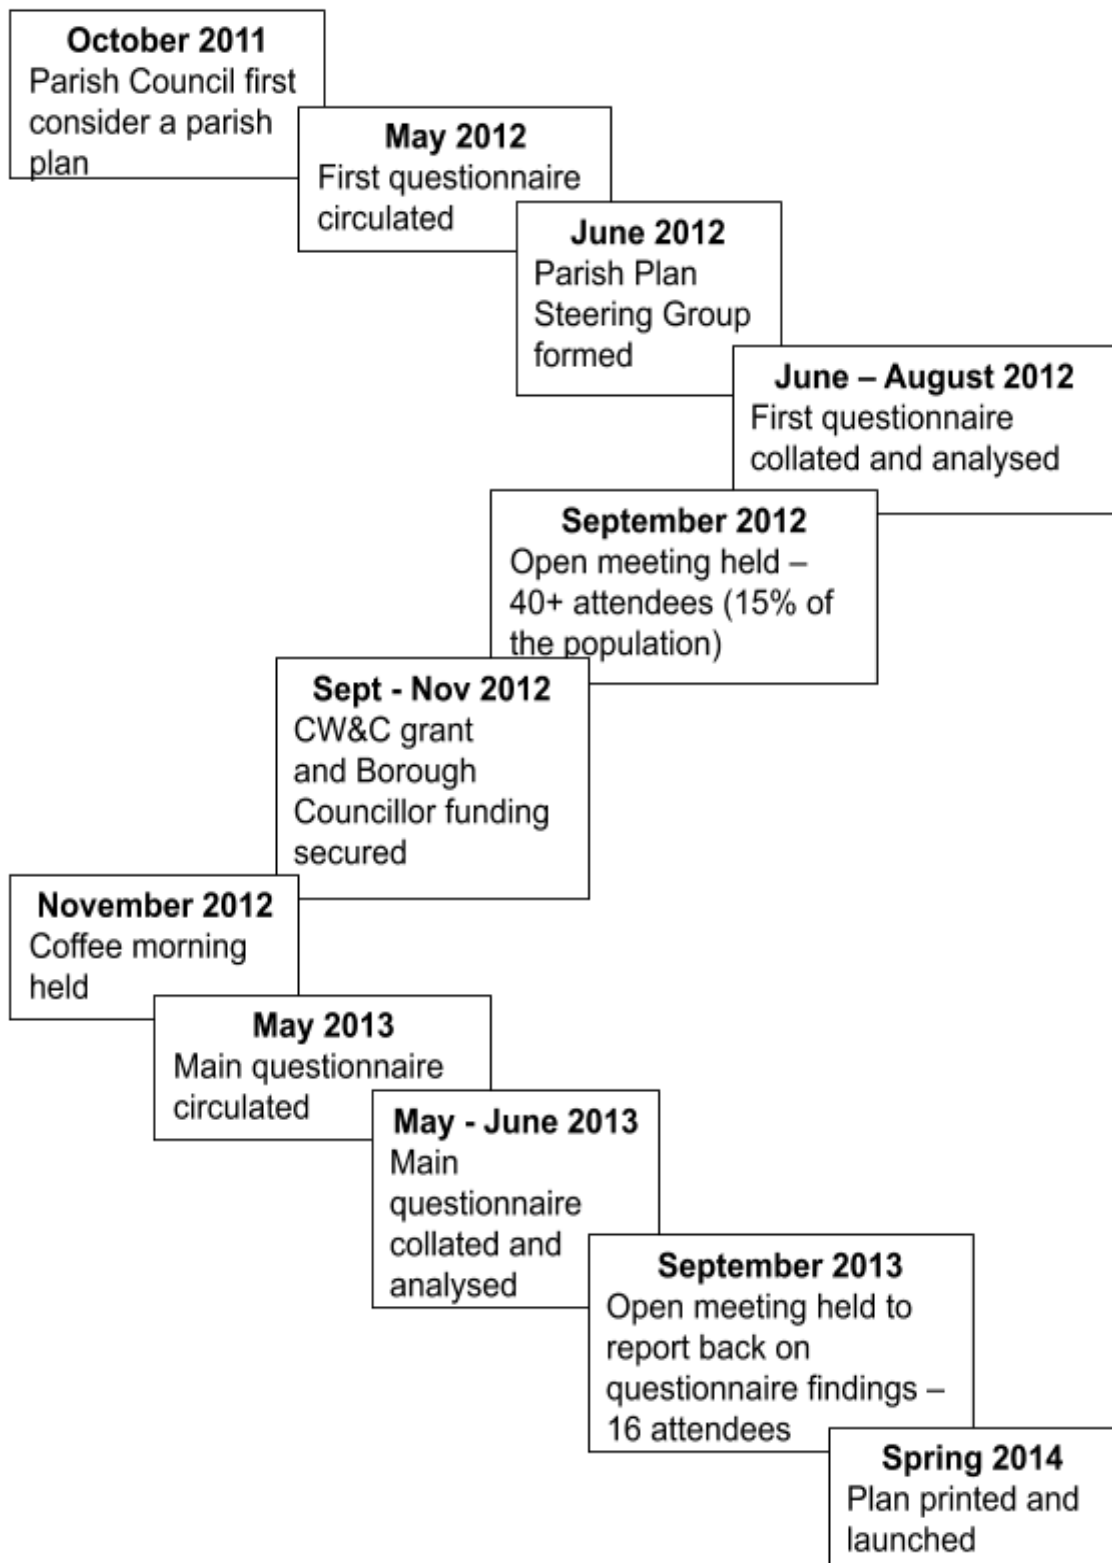 October 2011
Parish Council first
consider a parish
plan
May 2012
First questionnaire
circulated
June 2012
Parish Plan
Steering Group
formed
June – August 2012
First questionnaire
collated and analysed
September 2012
Open meeting held –
40+ attendees (15% of
the population)
Sept - Nov 2012
CW&C grant
and Borough
Councillor funding
secured
November 2012
Coffee morning
held
May 2013
Main questionnaire
circulated
May - June 2013
Main
questionnaire
collated and
analysed
September 2013
Open meeting held to
report back on
questionnaire findings –
16 attendees
Spring 2014
Plan printed and
launched